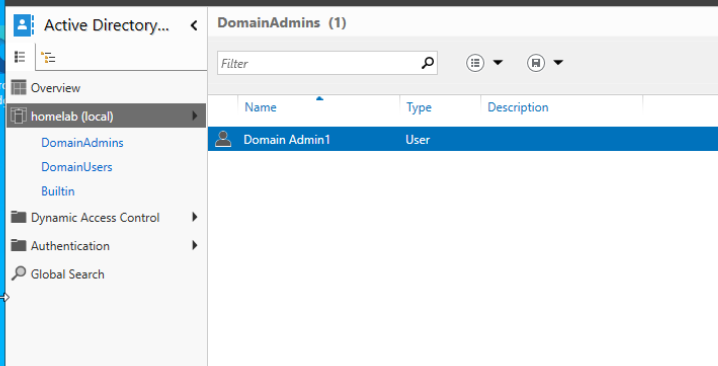 Active Directory...
DomainAdmins (1)
Filter
Overview
homelab (local)
DomainAdmins
DomainUsers
Builtin
Dynamic Access Control
Authentication
Global Search
Name Type Description
Domain Admin1 User